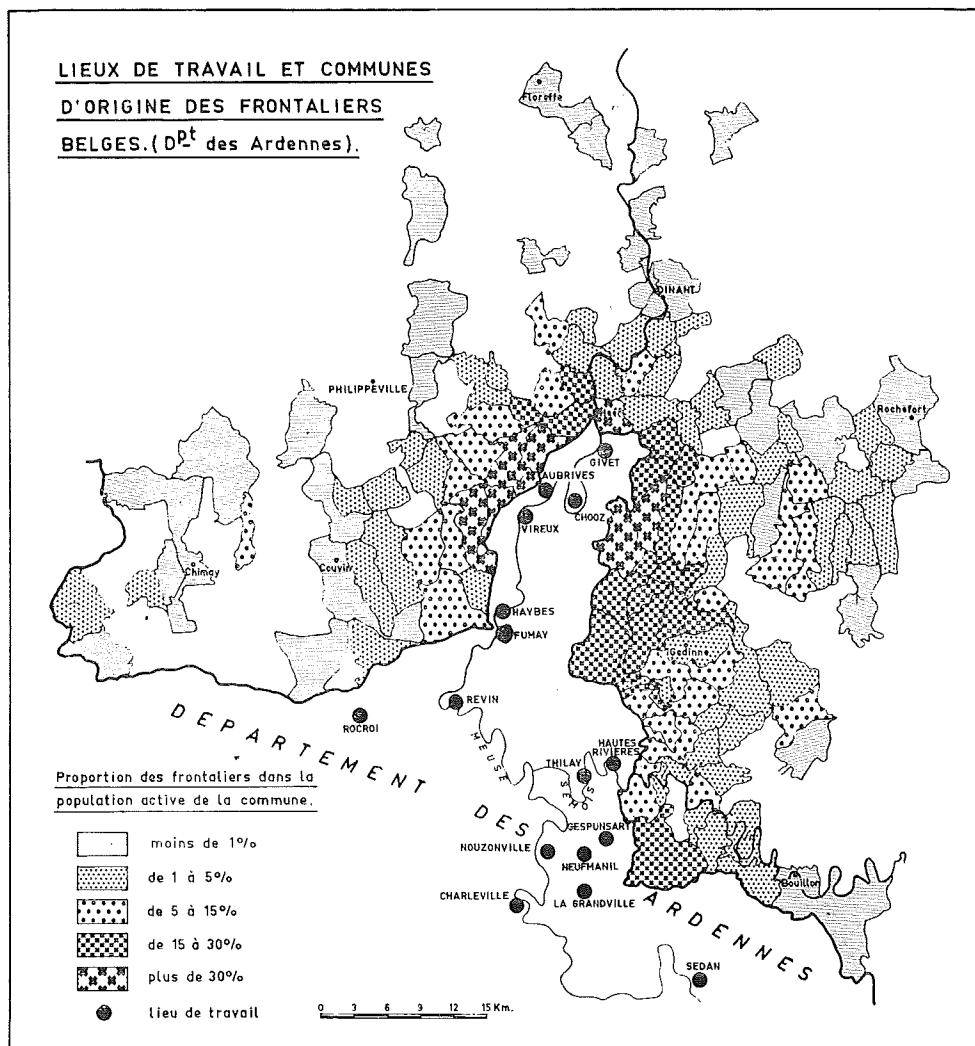 LIEUX DE TRAVAIL ET COMMUNES
D'ORIGINE DES FRONTALIERS
BELGES. (Dpt des Ardennes).
Floreffe
DINANT
PHILIPPEVILLE
Rochefort
GIVET
AUBRIVES
CHOOZ
VIREUX
Chimay
Couvin
HAYBES
FUMAY
Gedinne
REVIN
ROCROI
MEUSE
HAUTES
RIVIERES
THILAY
SEMOIS
DEPARTEMENT DES ARDENNES
GESPUNSART
NOUZONVILLE
NEUFMANIL
Bouillon
CHARLEVILLE
LA GRANDVILLE
SEDAN
Proportion des frontaliers dans la
population active de la commune.
moins de 1%
de 1 à 5%
de 5 à 15%
de 15 à 30%
plus de 30%
lieu de travail
0 3 6 9 12 15 Km.